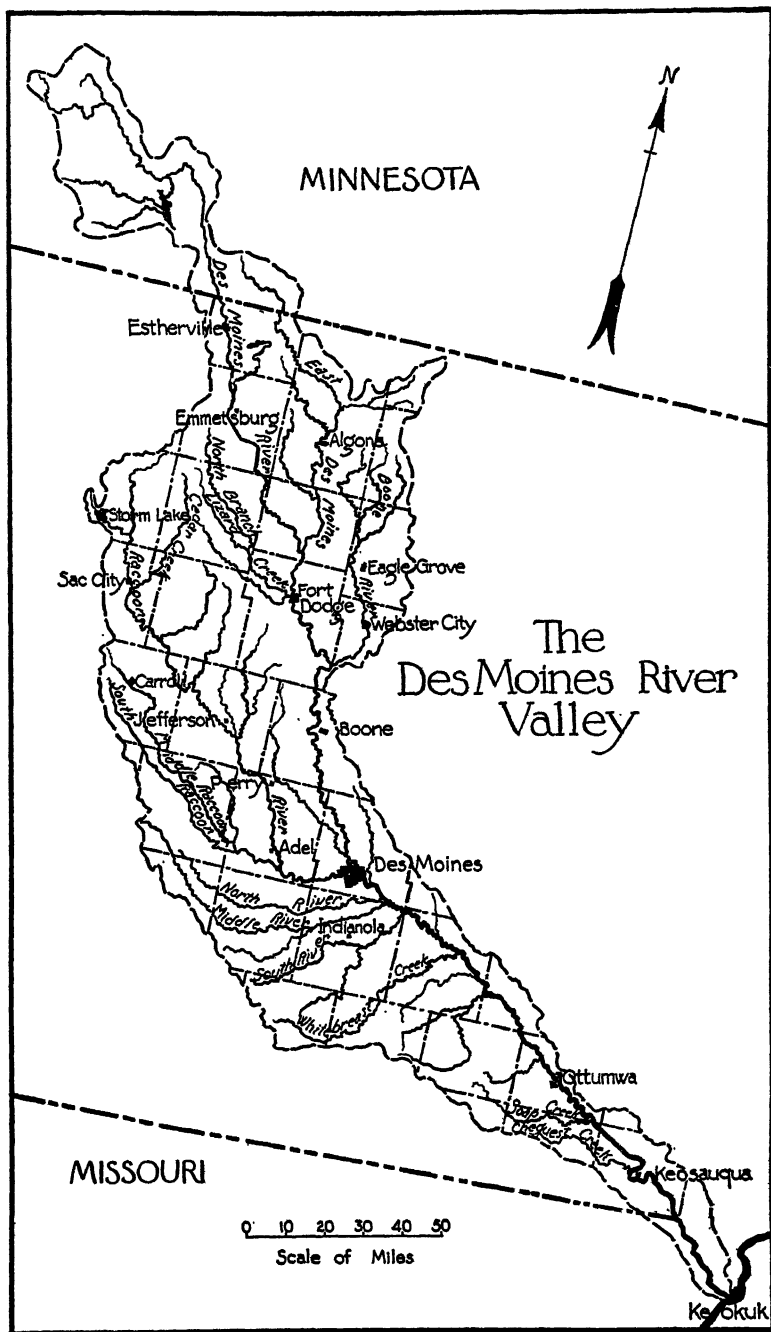 N
MINNESOTA
Des Moines River
Estherville
East Des Moines
Emmetsburg
Algona
North Branch
Lizard Creek
Boone River
Cedar Creek
Storm Lake
Raccoon
Sac City
Eagle Grove
Fort
Dodge
Webster City
The
Des Moines River
Valley
Carroll
South
Jefferson
Boone
Middle Raccoon
Raccoon
Perry
River
Adel
Des Moines
North River
Middle River
Indianola
South River
Creek
Whitebreast
Ottumwa
Soap Creek
Chequest Creek
Keosauqua
MISSOURI
0 10 20 30 40 50
Scale of Miles
Keokuk